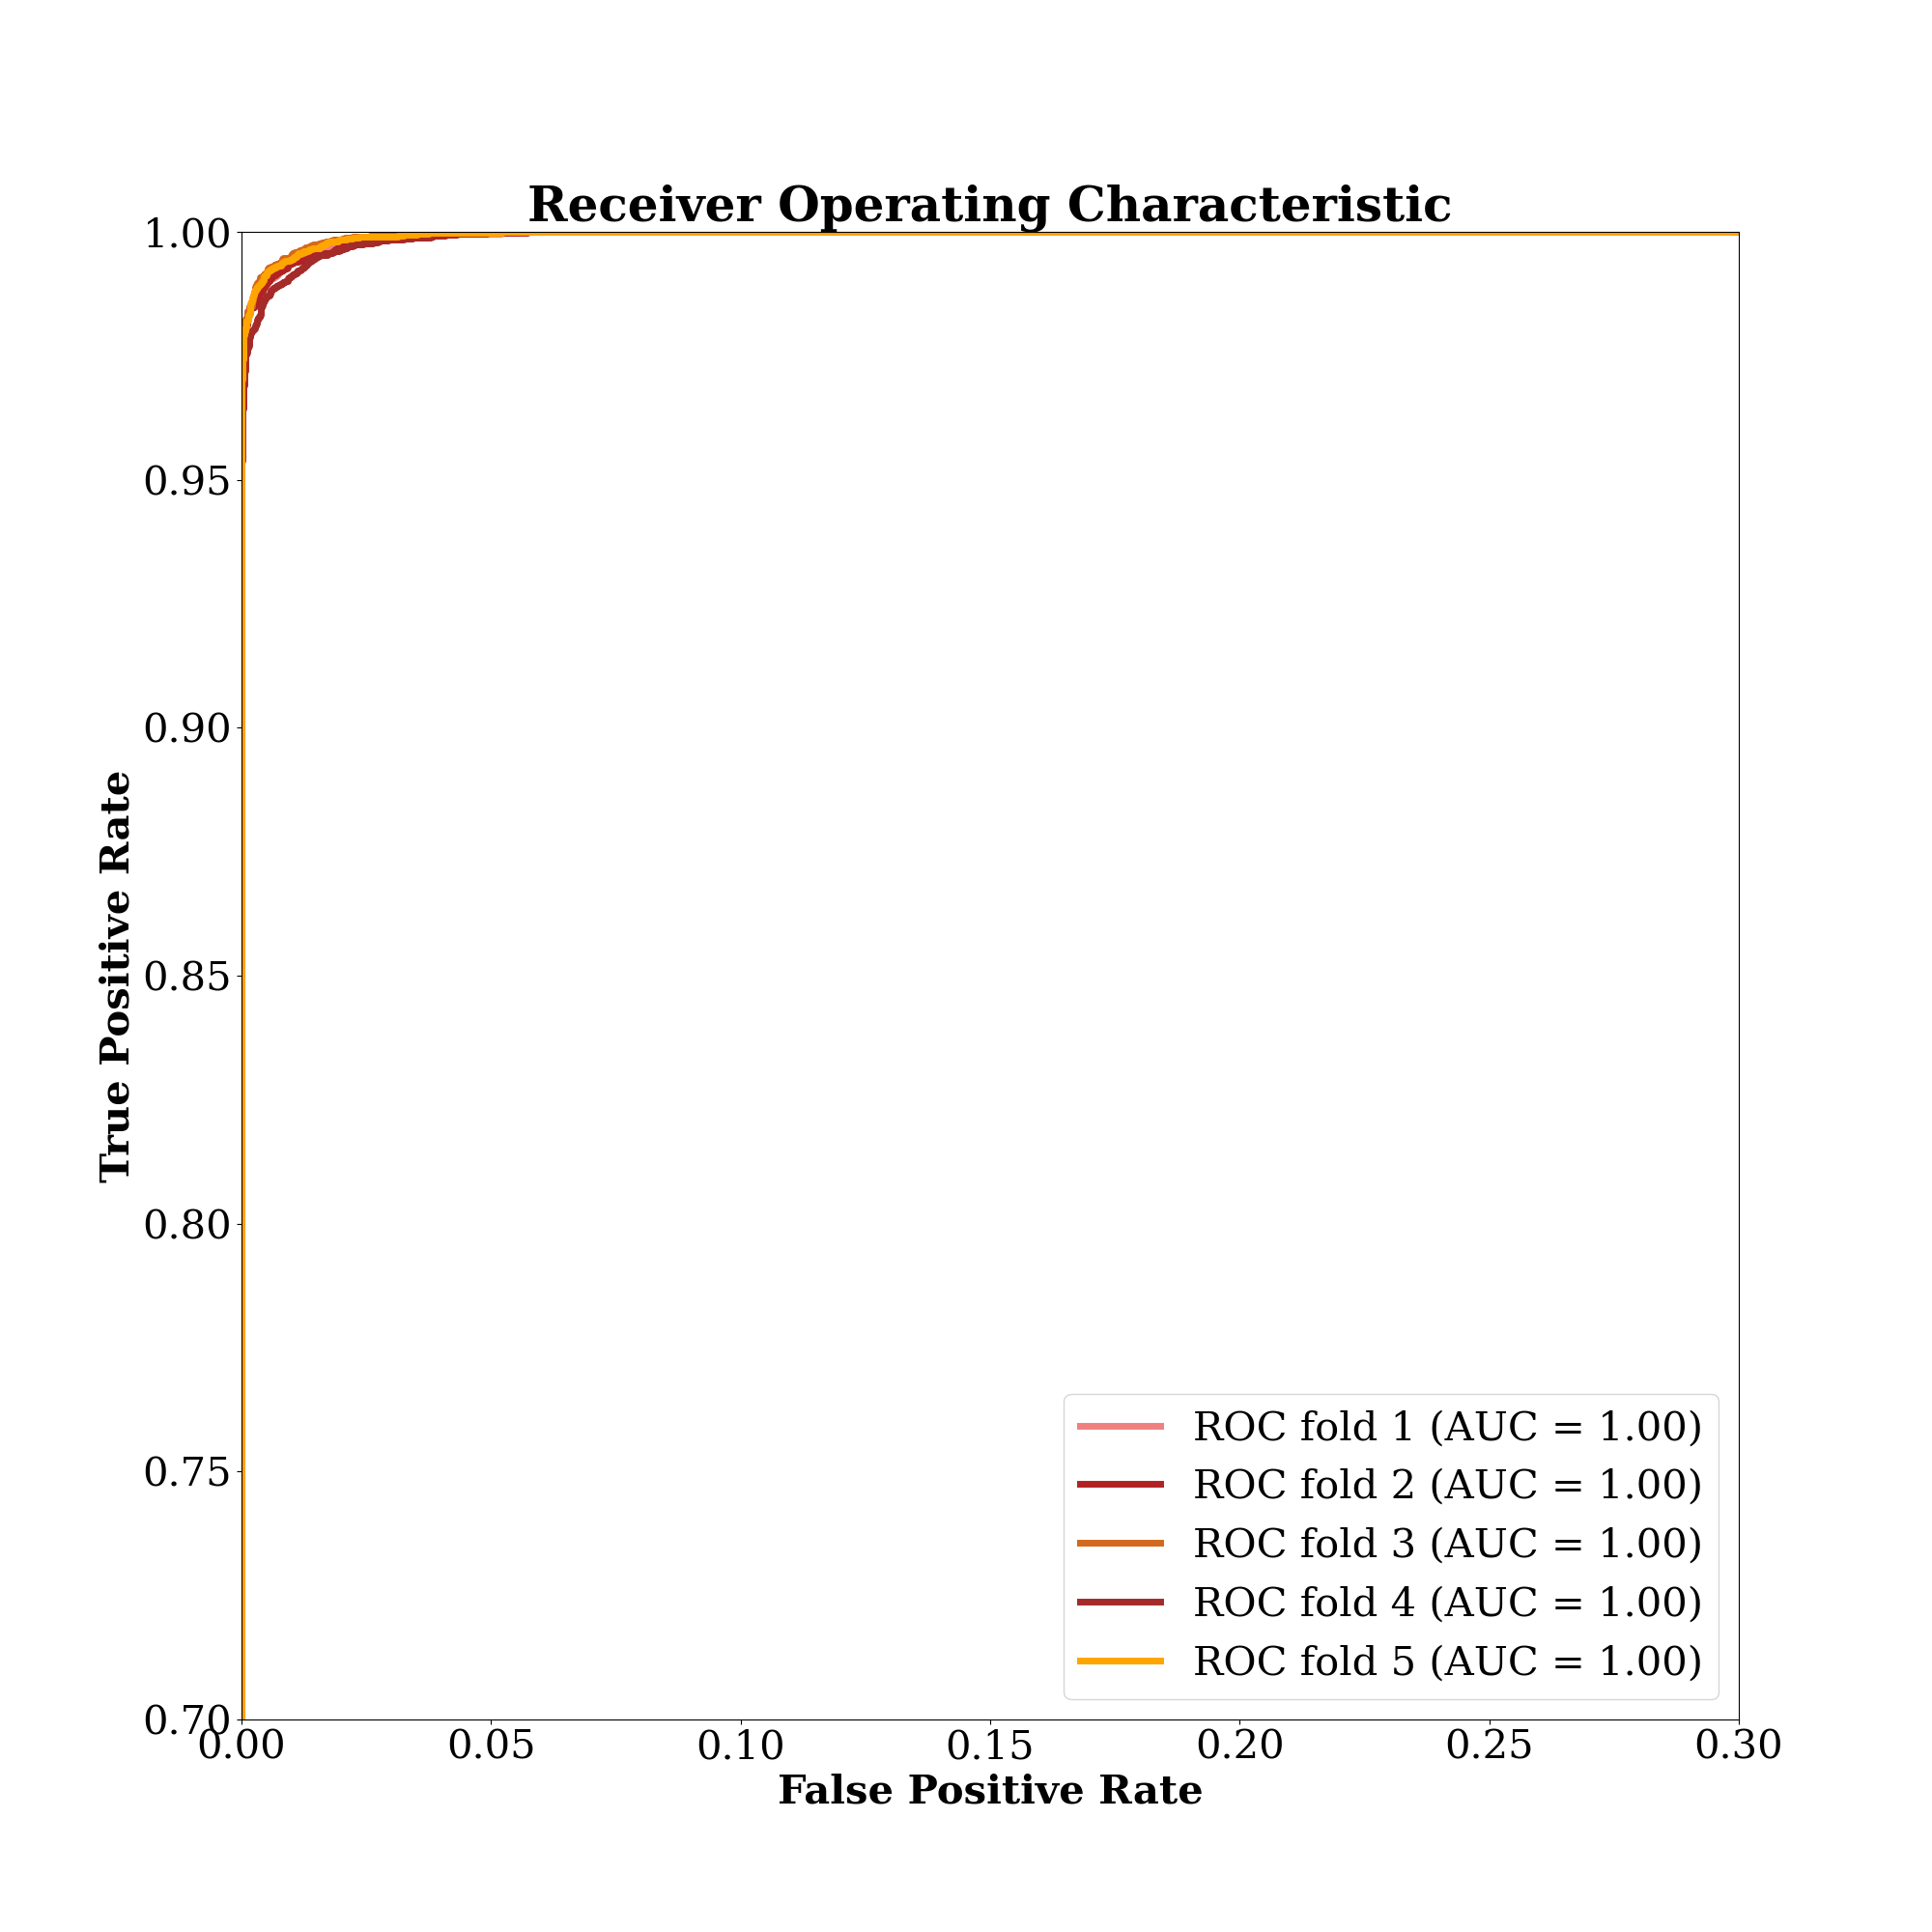 Receiver Operating Characteristic
1.00
0.95
0.90
0.85
0.80
0.75
0.70
True Positive Rate
ROC fold 1 (AUC = 1.00)
ROC fold 2 (AUC = 1.00)
ROC fold 3 (AUC = 1.00)
ROC fold 4 (AUC = 1.00)
ROC fold 5 (AUC = 1.00)
0.00 0.05 0.10 0.15 0.20 0.25 0.30
False Positive Rate